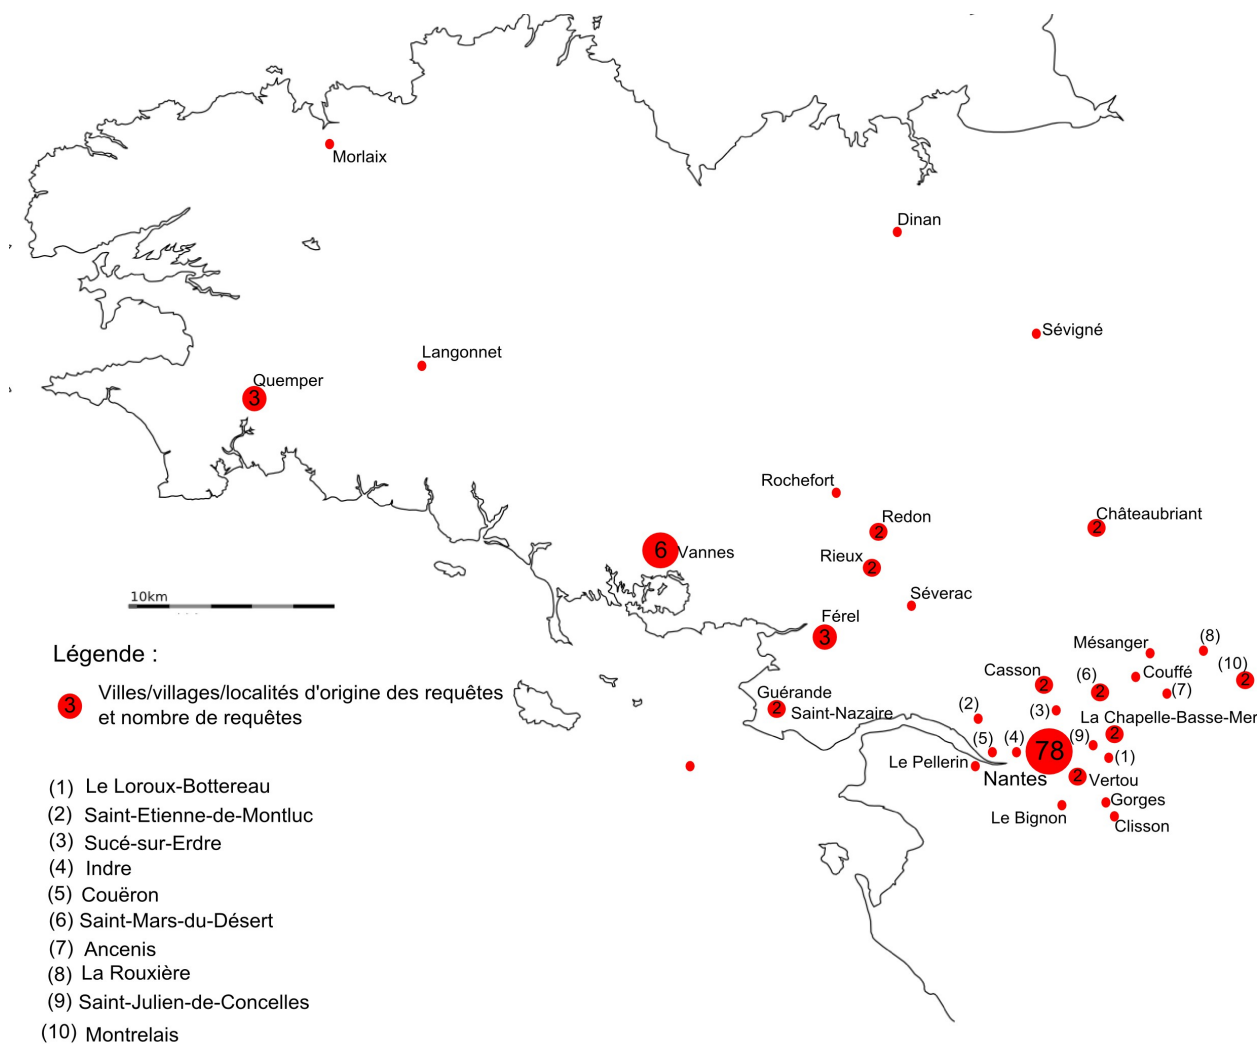 Morlaix
Dinan
Sévigné
Langonnet
Quemper
3
Rochefort
Redon
2
Châteaubriant
2
Rieux
2
6
Vannes
Séverac
10km
Férel
3
Mésanger
(8)
Casson
2
(6)
2
Couffé
(7)
(10)
2
Guérande
2
Saint-Nazaire
(2)
(3)
La Chapelle-Basse-Mer
2
(5)
(4)
78
(9)
(1)
Le Pellerin
Nantes
2
Vertou
Le Bignon
Gorges
Clisson
Légende :
3
Villes/villages/localités d'origine des requêtes
et nombre de requêtes
(1) Le Loroux-Bottereau
(2) Saint-Etienne-de-Montluc
(3) Sucé-sur-Erdre
(4) Indre
(5) Couëron
(6) Saint-Mars-du-Désert
(7) Ancenis
(8) La Rouxière
(9) Saint-Julien-de-Concelles
(10) Montrelais